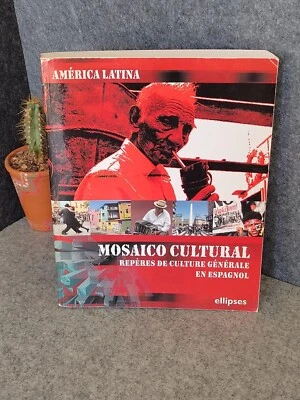 AMÉRICA LATINA
MOSAICO CULTURAL
REPÈRES DE CULTURE GÉNÉRALE
EN ESPAGNOL
ellipses